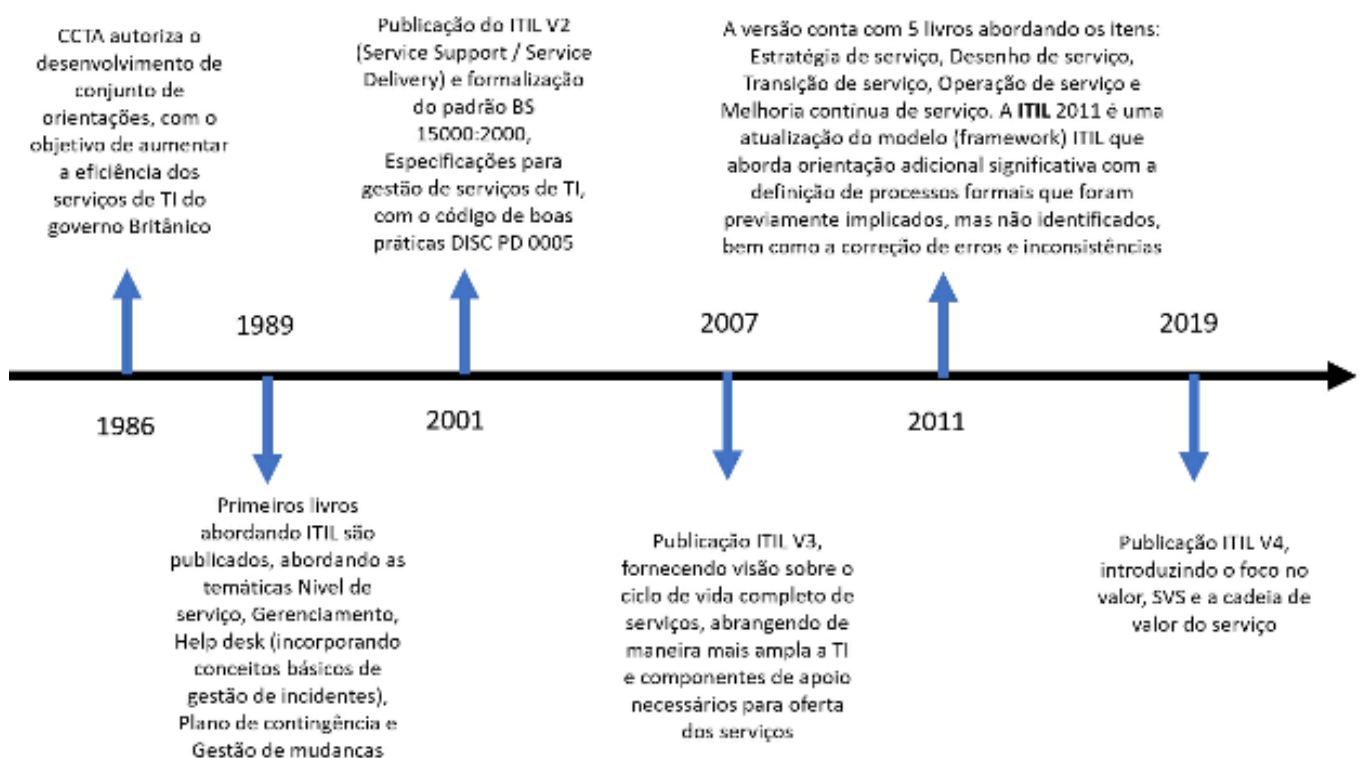 CCTA autoriza o
desenvolvimento de
conjunto de
orientações, com o
objetivo de aumentar
a eficiência dos
serviços de TI do
governo Britânico
1986
1989
Primeiros livros
abordando ITIL são
publicados, abordando as
temáticas Nivel de
serviço, Gerenciamento,
Help desk (incorporando
conceitos básicos de
gestão de incidentes),
Plano de contingência e
Gestão de mudanças
Publicação do ITIL V2
(Service Support / Service
Delivery) e formalização
do padrão BS
15000:2000,
Especificações para
gestão de serviços de TI,
com o código de boas
práticas DISC PD 0005
2001
2007
Publicação ITIL V3,
fornecendo visão sobre o
ciclo de vida completo de
serviços, abrangendo de
maneira mais ampla a TI
e componentes de apoio
necessários para oferta
dos serviços
A versão conta com 5 livros abordando os itens:
Estratégia de serviço, Desenho de serviço,
Transição de serviço, Operação de serviço e
Melhoria contínua de serviço. A ITIL 2011 é uma
atualização do modelo (framework) ITIL que
aborda orientação adicional significativa com a
definição de processos formais que foram
previamente implicados, mas não identificados,
bem como a correção de erros e inconsistências
2011
2019
Publicação ITIL V4,
introduzindo o foco no
valor, SVS e a cadeia de
valor do serviço